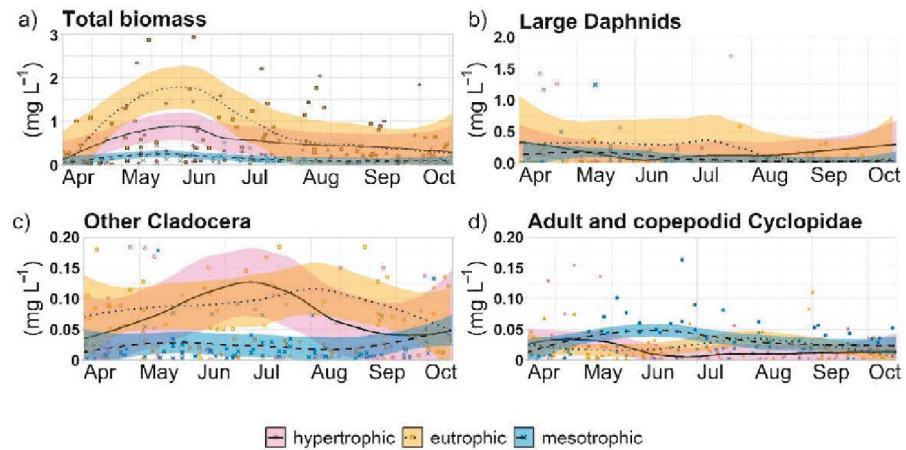 a) Total biomass
3
2
1
0
(mg L⁻¹)
Apr May Jun Jul Aug Sep Oct
b) Large Daphnids
2.0
1.5
1.0
0.5
0.0
(mg L⁻¹)
Apr May Jun Jul Aug Sep Oct
c) Other Cladocera
0.20
0.15
0.10
0.05
0
(mg L⁻¹)
Apr May Jun Jul Aug Sep Oct
d) Adult and copepodid Cyclopidae
0.20
0.15
0.10
0.05
0
(mg L⁻¹)
Apr May Jun Jul Aug Sep Oct
hypertrophic eutrophic mesotrophic